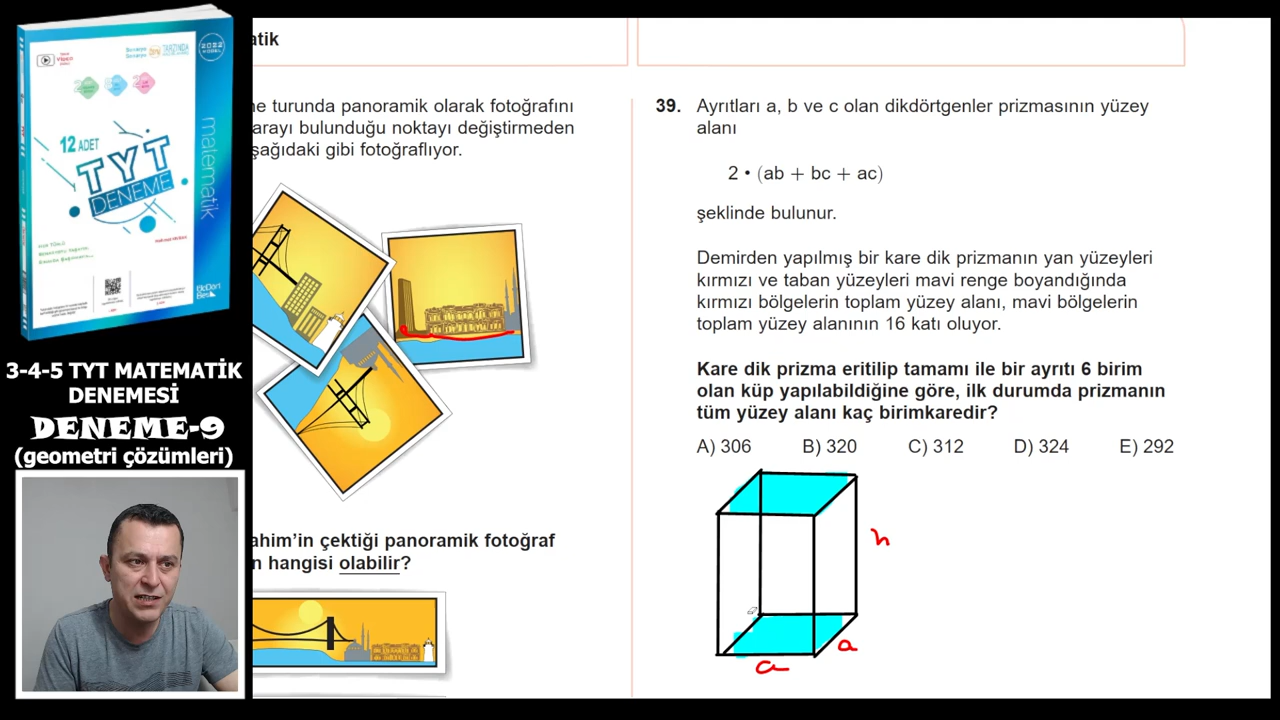 12 ADET
TYT
DENEME
matematik
2022
TARZINDA
3-4-5 TYT MATEMATİK
DENEMESİ
DENEME-9
(geometri çözümleri)
atik
ne turunda panoramik olarak fotoğrafını
arayı bulunduğu noktayı değiştirmeden
şağıdaki gibi fotoğraflıyor.
ahim’in çektiği panoramik fotoğraf
n hangisi olabilir?
39. Ayrıtları a, b ve c olan dikdörtgenler prizmasının yüzey
alanı
2 • (ab + bc + ac)
şeklinde bulunur.
Demirden yapılmış bir kare dik prizmanın yan yüzeyleri
kırmızı ve taban yüzeyleri mavi renge boyandığında
kırmızı bölgelerin toplam yüzey alanı, mavi bölgelerin
toplam yüzey alanının 16 katı oluyor.
Kare dik prizma eritilip tamamı ile bir ayrıtı 6 birim
olan küp yapılabildiğine göre, ilk durumda prizmanın
tüm yüzey alanı kaç birimkaredir?
A) 306 B) 320 C) 312 D) 324 E) 292
h
a
a